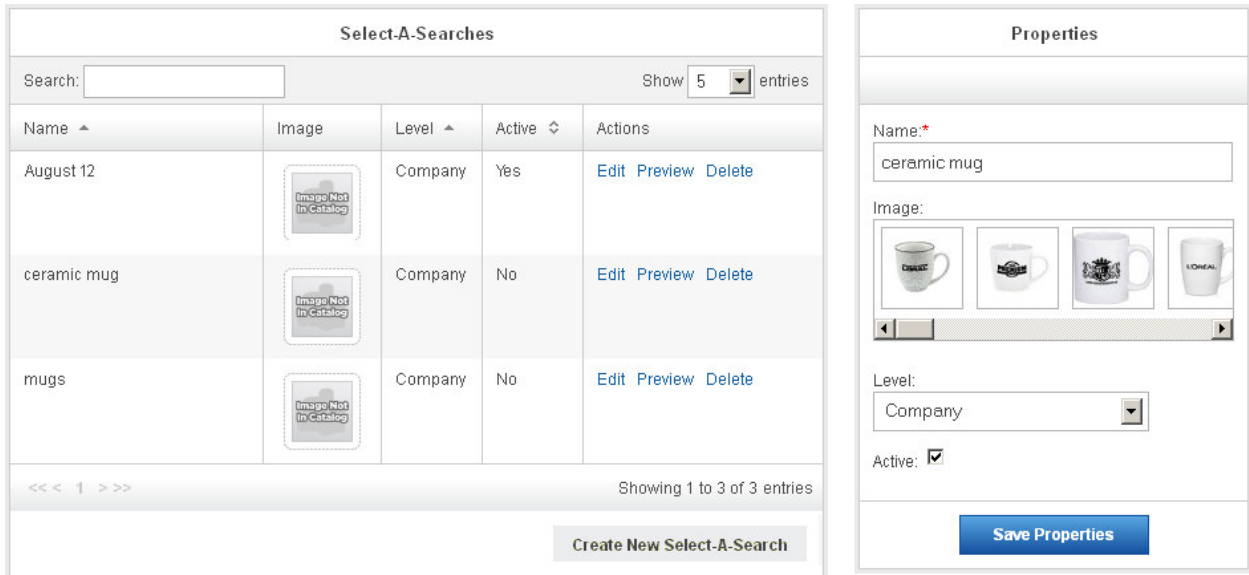 Select-A-Searches
Search:
Show 5 entries
Name Image Level Active Actions
August 12 Image Not In Catalog Company Yes Edit Preview Delete
ceramic mug Image Not In Catalog Company No Edit Preview Delete
mugs Image Not In Catalog Company No Edit Preview Delete
<< < 1 > >> Showing 1 to 3 of 3 entries
Create New Select-A-Search
Properties
Name:*
ceramic mug
Image:
L'OREAL
Level:
Company
Active:
Save Properties